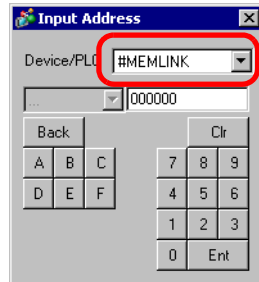 Input Address
Device/PLC #MEMLINK
... 000000
Back Clr
A B C 7 8 9
D E F 4 5 6
1 2 3
0 Ent